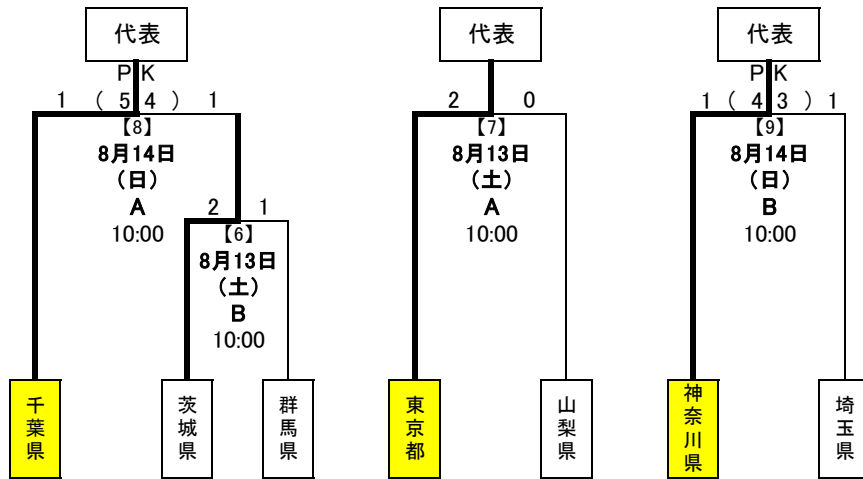 代表
代表
代表
PK
PK
1 ( 5 4 ) 1
2 0
1 ( 4 3 ) 1
【8】
8月14日
(日)
A
10:00
【7】
8月13日
(土)
A
10:00
【9】
8月14日
(日)
B
10:00
2 1
【6】
8月13日
(土)
B
10:00
千葉県
茨城県
群馬県
東京都
山梨県
神奈川県
埼玉県